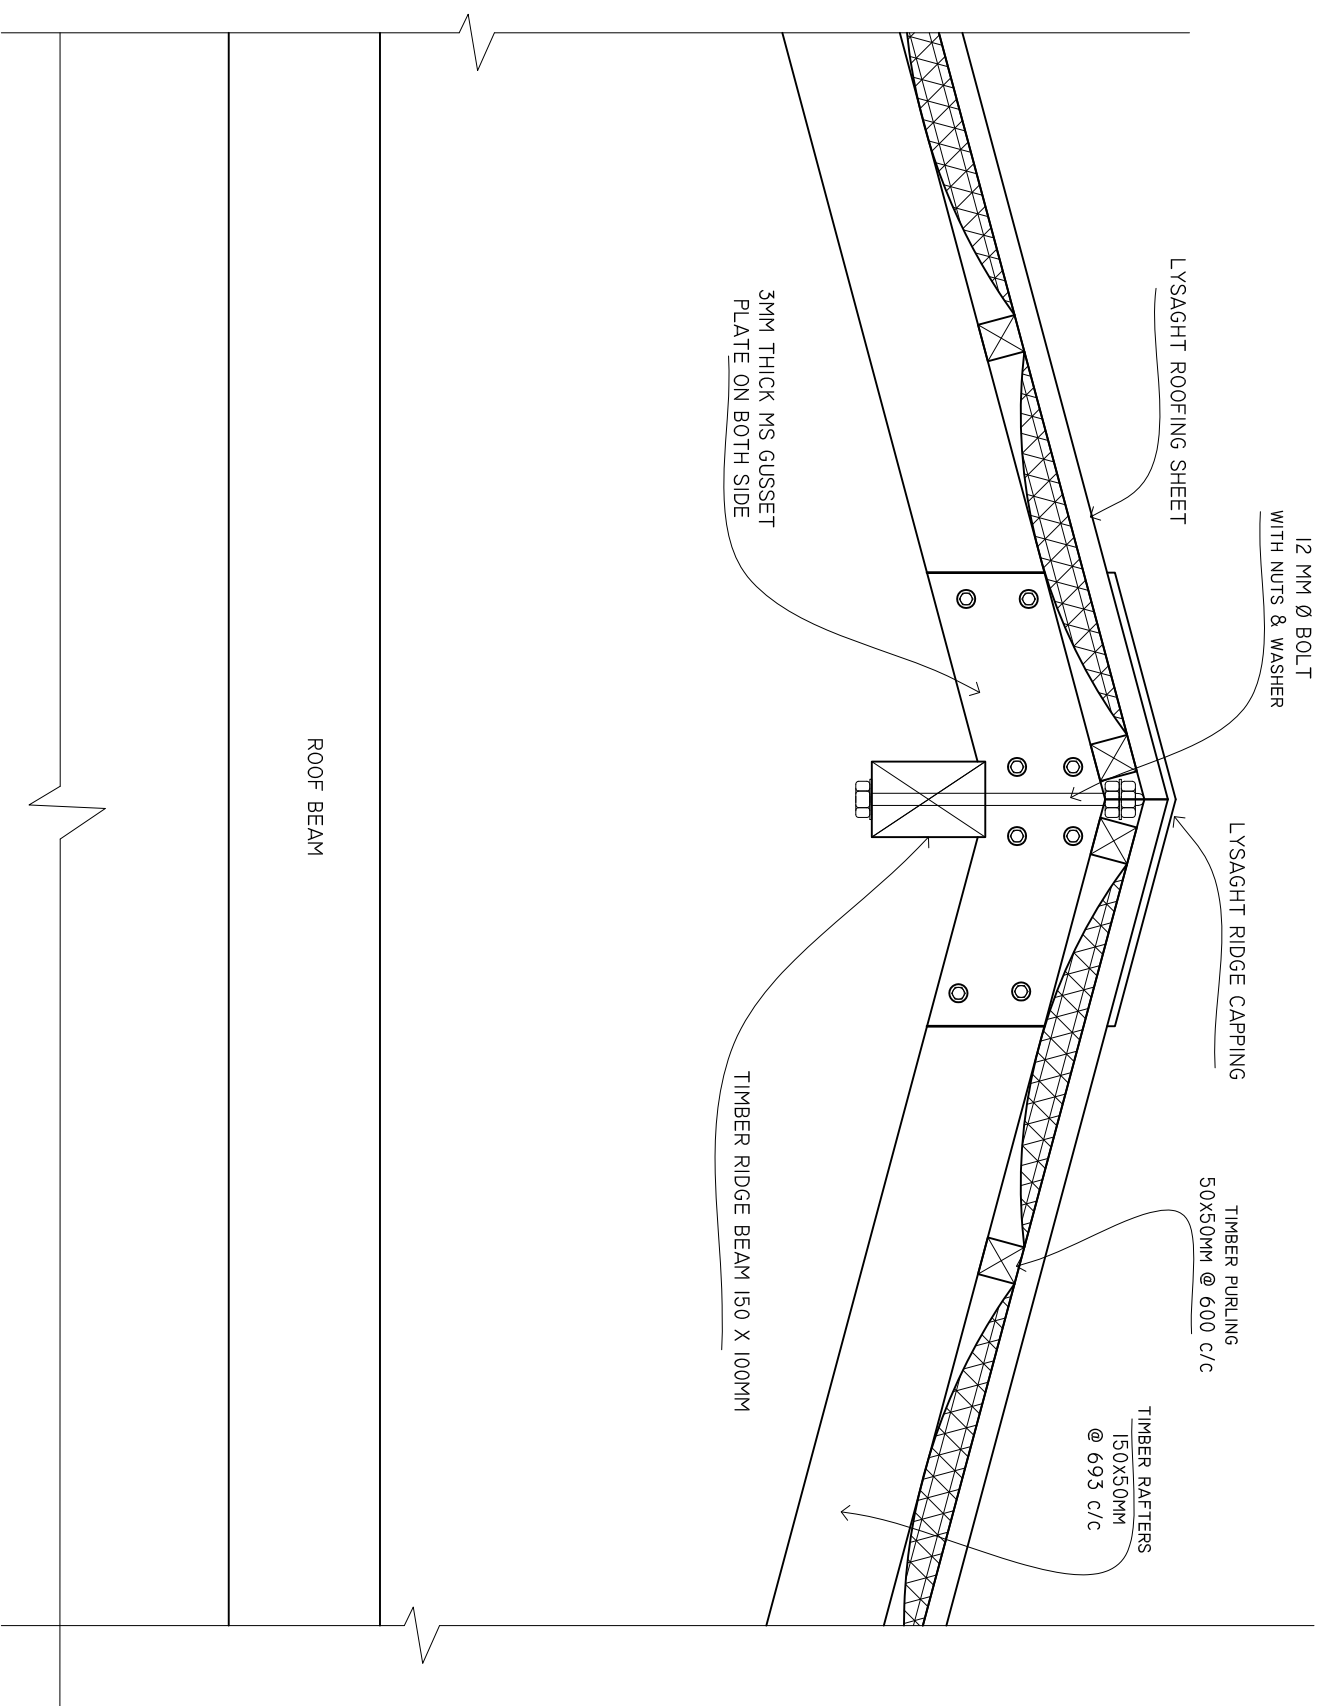 12 MM Ø BOLT
WITH NUTS & WASHER
LYSAGHT ROOFING SHEET
LYSAGHT RIDGE CAPPING
TIMBER PURLING
50X50MM @ 600 C/C
TIMBER RAFTERS
150X50MM
@ 693 C/C
3MM THICK MS GUSSET
PLATE ON BOTH SIDE
TIMBER RIDGE BEAM 150 X 100MM
ROOF BEAM